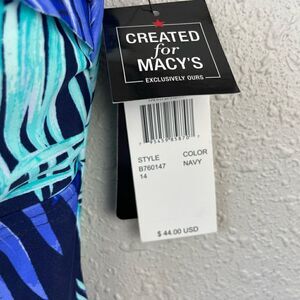 CREATED
for
MACY'S
EXCLUSIVELY OURS
STYLE COLOR
B760147 NAVY
14
$ 44.00 USD